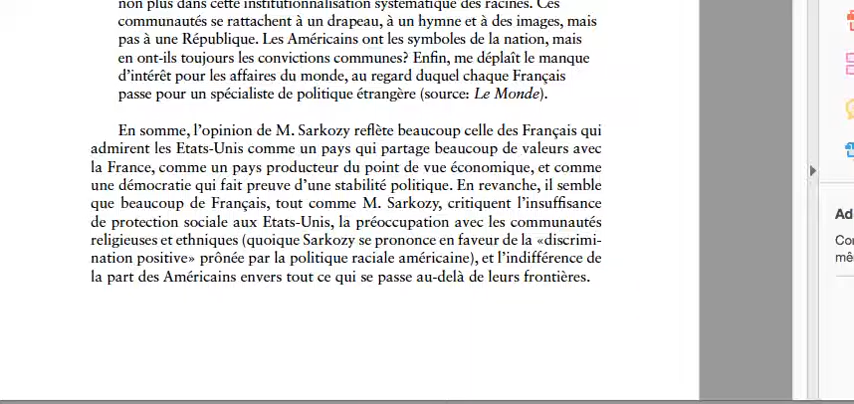 non plus dans cette institutionnalisation systématique des racines. Ces
communautés se rattachent à un drapeau, à un hymne et à des images, mais
pas à une République. Les Américains ont les symboles de la nation, mais
en ont-ils toujours les convictions communes? Enfin, me déplaît le manque
d'intérêt pour les affaires du monde, au regard duquel chaque Français
passe pour un spécialiste de politique étrangère (source: Le Monde).
En somme, l'opinion de M. Sarkozy reflète beaucoup celle des Français qui
admirent les Etats-Unis comme un pays qui partage beaucoup de valeurs avec
la France, comme un pays producteur du point de vue économique, et comme
une démocratie qui fait preuve d'une stabilité politique. En revanche, il semble
que beaucoup de Français, tout comme M. Sarkozy, critiquent l'insuffisance
de protection sociale aux Etats-Unis, la préoccupation avec les communautés
religieuses et ethniques (quoique Sarkozy se prononce en faveur de la «discrimi-
nation positive» prônée par la politique raciale américaine), et l'indifférence de
la part des Américains envers tout ce qui se passe au-delà de leurs frontières.
Ad
Co
mê